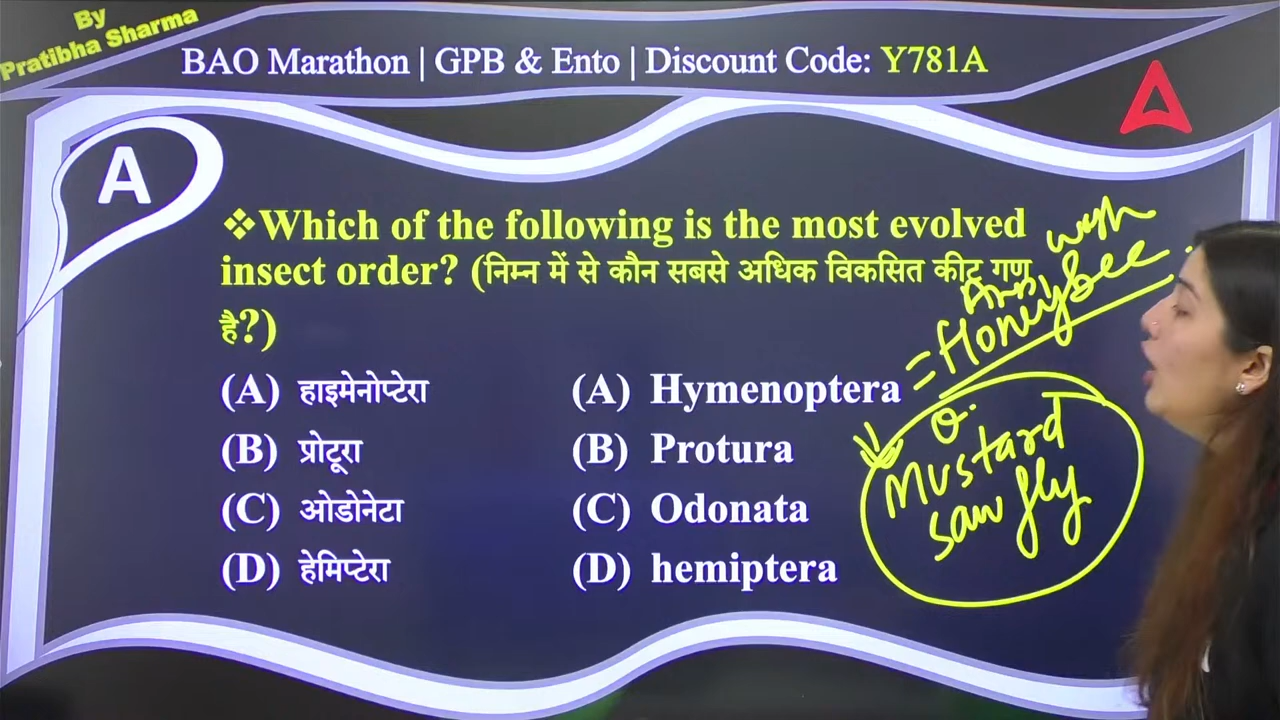 By
Pratibha Sharma
BAO Marathon | GPB & Ento | Discount Code: Y781A
A
❖Which of the following is the most evolved
insect order? (निम्न में से कौन सबसे अधिक विकसित कीट गण
है?)
(A) हाइमेनोप्टेरा
(B) प्रोटूरा
(C) ओडोनेटा
(D) हेमिप्टेरा
(A) Hymenoptera
(B) Protura
(C) Odonata
(D) hemiptera
= Honeybee
Mustard
saw fly